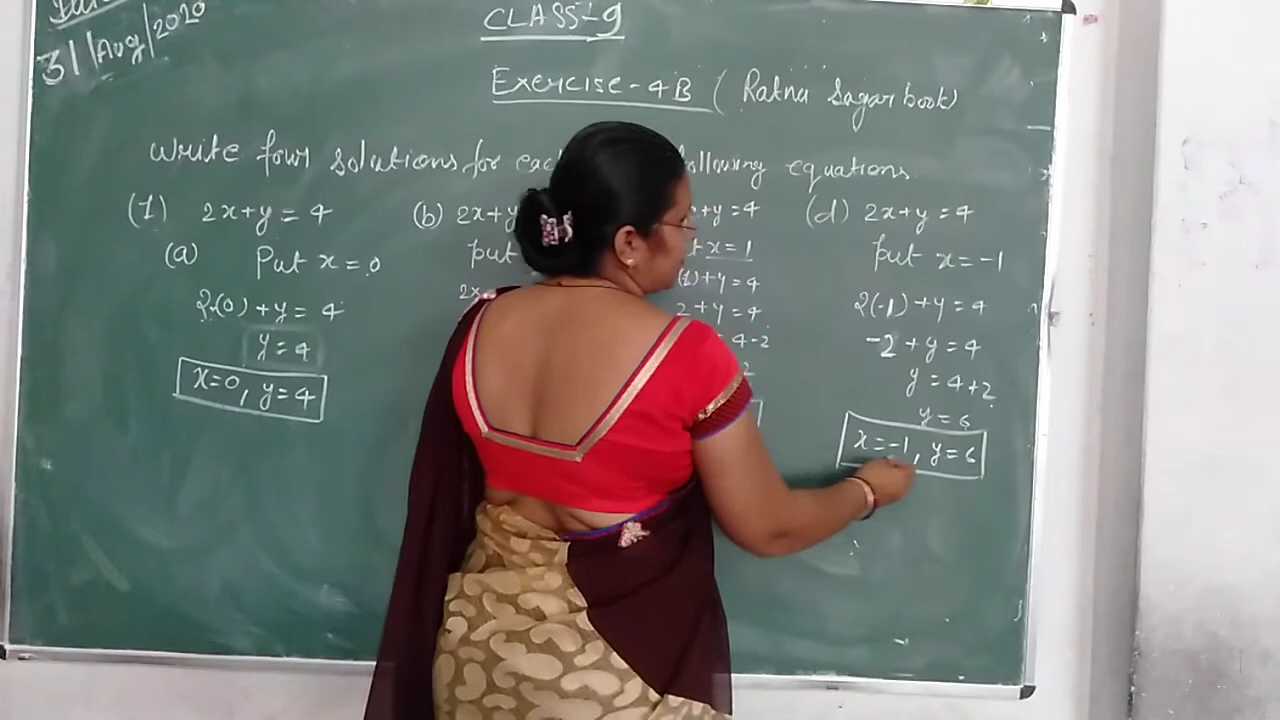 31/Aug/2020
CLASS-9
Exercise-4B (Ratna Sagar book)
Write four solutions for following equations
(1) 2x+y=4
(a) Put x=0
2(0)+y=4
y=4
x=0, y=4
(b) 2x+y
put
2x
+y=4
x=1
(1)+y=4
2+y=4
4-2
2
(d) 2x+y=4
put x=-1
2(-1)+y=4
-2+y=4
y=4+2
y=6
x=-1, y=6